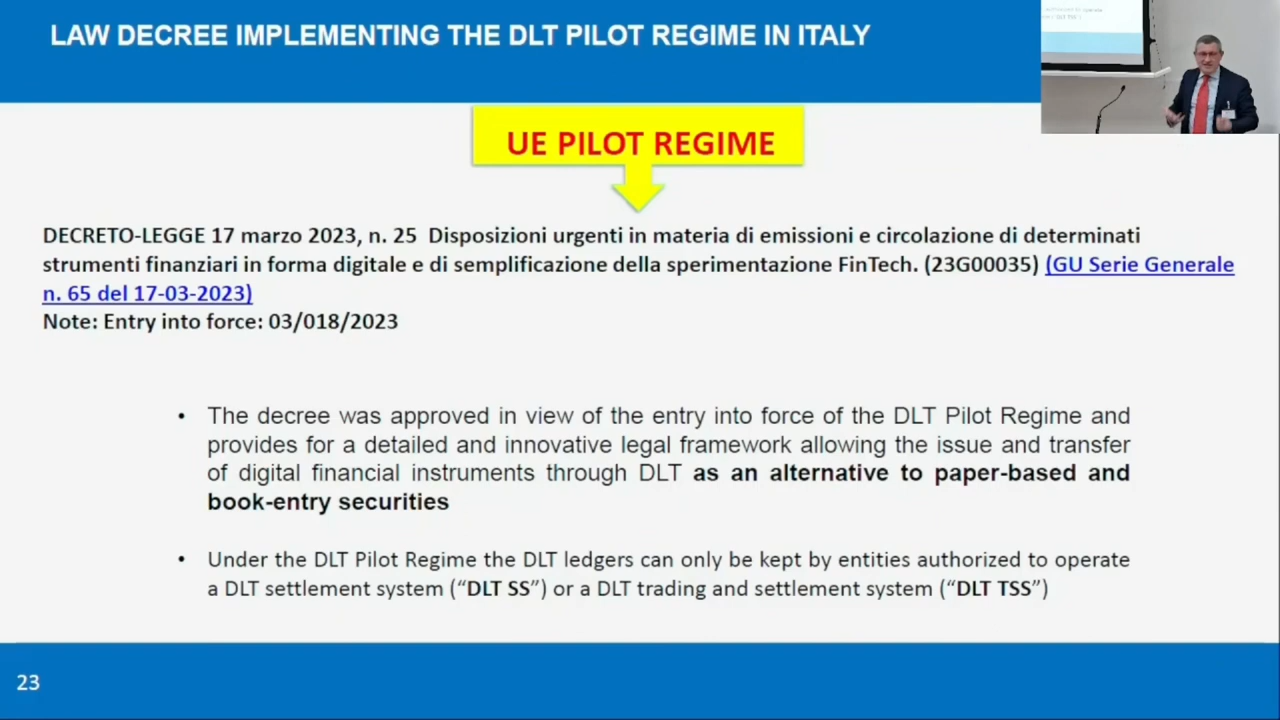 LAW DECREE IMPLEMENTING THE DLT PILOT REGIME IN ITALY
UE PILOT REGIME
DECRETO-LEGGE 17 marzo 2023, n. 25 Disposizioni urgenti in materia di emissioni e circolazione di determinati
strumenti finanziari in forma digitale e di semplificazione della sperimentazione FinTech. (23G00035) (GU Serie Generale
n. 65 del 17-03-2023)
Note: Entry into force: 03/018/2023
• The decree was approved in view of the entry into force of the DLT Pilot Regime and
provides for a detailed and innovative legal framework allowing the issue and transfer
of digital financial instruments through DLT as an alternative to paper-based and
book-entry securities
• Under the DLT Pilot Regime the DLT ledgers can only be kept by entities authorized to operate
a DLT settlement system (“DLT SS”) or a DLT trading and settlement system (“DLT TSS”)
23